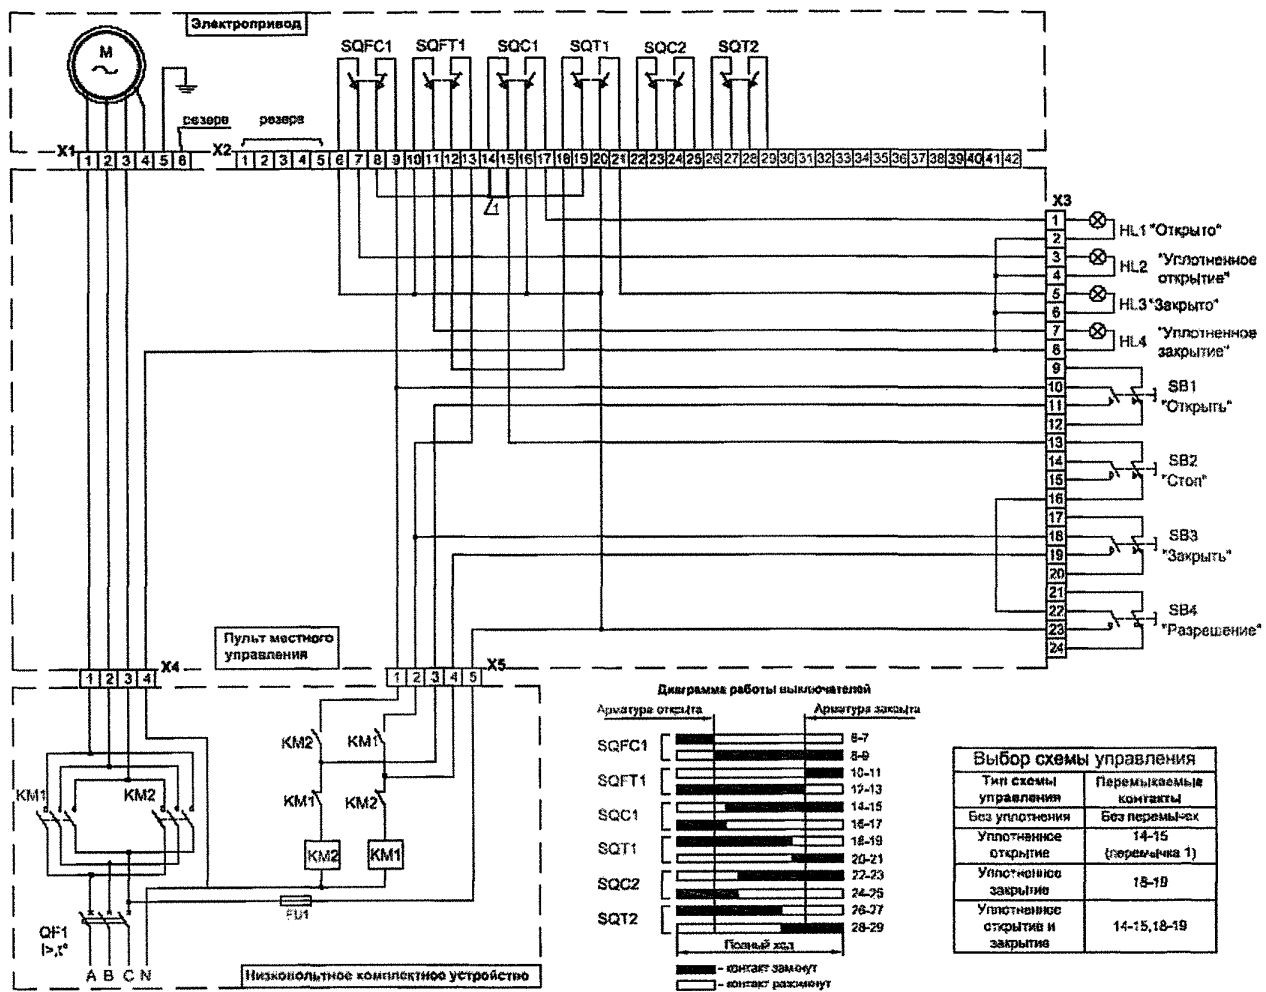 Электропривод
M
SQFC1 SQFT1 SQC1 SQT1 SQC2 SQT2
резерв
резерв
X1 1 2 3 4 5 6
X2 1 2 3 4 5 6 7 8 9 10 11 12 13 14 15 16 17 18 19 20 21 22 23 24 25 26 27 28 29 30 31 32 33 34 35 36 37 38 39 40 41 42
1
X3
1
2
3
4
5
6
7
8
9
10
11
12
13
14
15
16
17
18
19
20
21
22
23
24
HL1 "Открыто"
HL2 "Уплотненное
открытие"
HL3 "Закрыто"
HL4 "Уплотненное
закрытие"
SB1
"Открыть"
SB2
"Стоп"
SB3
"Закрыть"
SB4
"Разрешение"
Пульт местного
управления
X4
1 2 3 4
X5
1 2 3 4 5
KM2 KM1
KM1 KM2
KM1 KM2
KM2 KM1
FU1
QF1
I>,t°
A B C N
Низковольтное комплектное устройство
Диаграмма работы выключателей
Арматура открыта Арматура закрыта
SQFC1 6-7
8-9
SQFT1 10-11
12-13
SQC1 14-15
16-17
SQT1 18-19
20-21
SQC2 22-23
24-25
SQT2 26-27
28-29
Полный ход
- контакт замкнут
- контакт разомкнут
Выбор схемы управления
Тип схемы
управления
Перемыкаемые
контакты
Без уплотнения Без перемычек
Уплотненное
открытие
14-15
(перемычка 1)
Уплотненное
закрытие
18-19
Уплотненное
открытие и
закрытие
14-15,18-19